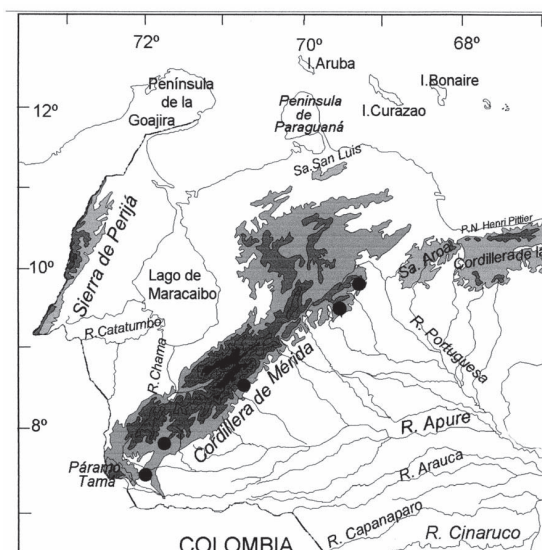 72º
70º
68º
I.Aruba
I.Bonaire
I.Curazao
12º
Península
de la
Goajira
Península
de
Paraguaná
Sa.San Luis
P.N. Henri Pittier
Sierra de Perijá
Sa. Aroa
Cordillera de la
10º
Lago de
Maracaibo
R.Catatumbo
R.Chama
R. Portuguesa
Cordillera de Mérida
8º
R. Apure
Páramo
Tamá
R. Arauca
R. Capanaparo
R. Cinaruco
COLOMBIA